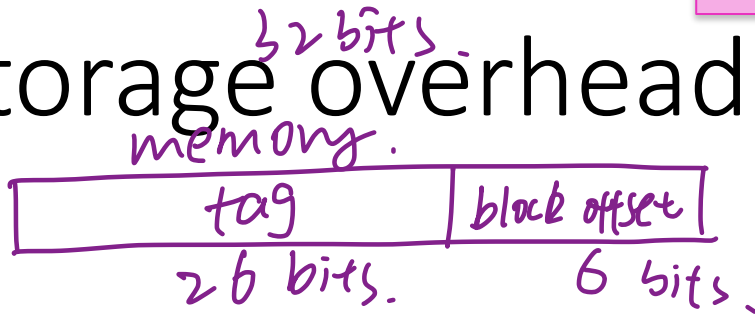 32 bits.
torage overhead
memory.
tag block offset
26 bits. 6 bits.